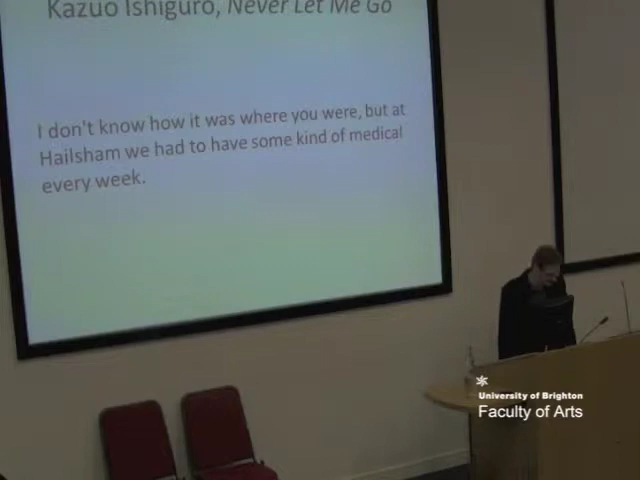 Kazuo Ishiguro, Never Let Me Go
I don't know how it was where you were, but at
Hailsham we had to have some kind of medical
every week.
University of Brighton
Faculty of Arts